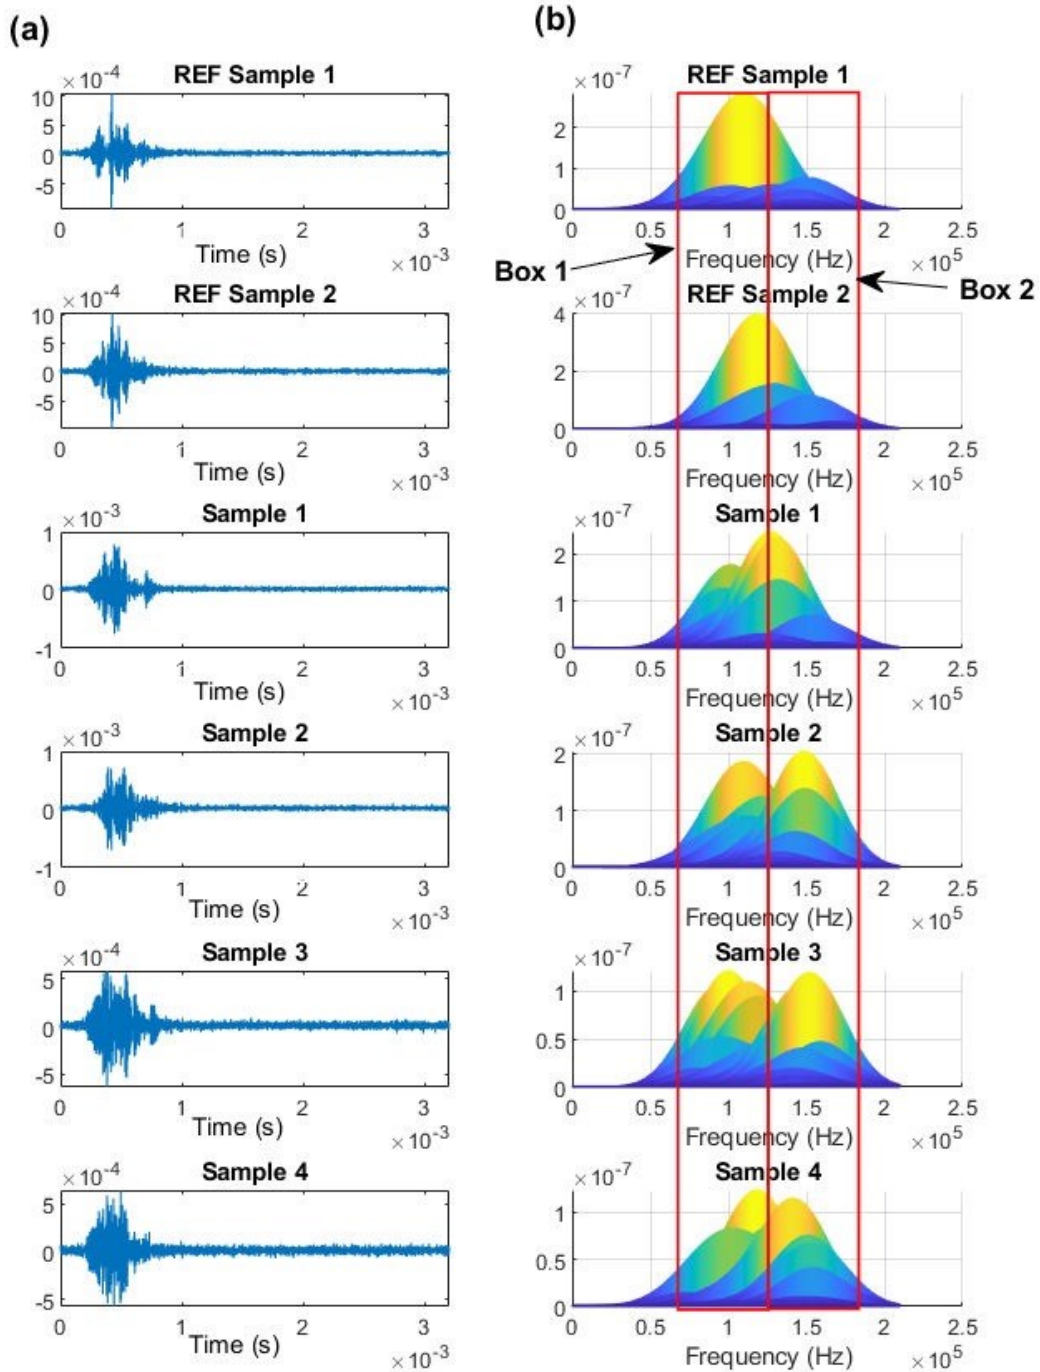 (a)
(b)
REF Sample 1
×10⁻⁴
10
5
0
-5
0 1 2 3
Time (s)
×10⁻³
REF Sample 1
×10⁻⁷
2
1
0
0 0.5 1 1.5 2 2.5
Frequency (Hz)
×10⁵
Box 1
Box 2
REF Sample 2
×10⁻⁴
10
5
0
-5
0 1 2 3
Time (s)
×10⁻³
REF Sample 2
×10⁻⁷
4
2
0
0 0.5 1 1.5 2 2.5
Frequency (Hz)
×10⁵
Sample 1
×10⁻³
1
0
-1
0 1 2 3
Time (s)
×10⁻³
Sample 1
×10⁻⁷
2
1
0
0 0.5 1 1.5 2 2.5
Frequency (Hz)
×10⁵
Sample 2
×10⁻³
1
0
-1
0 1 2 3
Time (s)
×10⁻³
Sample 2
×10⁻⁷
2
1
0
0 0.5 1 1.5 2 2.5
Frequency (Hz)
×10⁵
Sample 3
×10⁻⁴
5
0
-5
0 1 2 3
Time (s)
×10⁻³
Sample 3
×10⁻⁷
1
0.5
0
0 0.5 1 1.5 2 2.5
Frequency (Hz)
×10⁵
Sample 4
×10⁻⁴
5
0
-5
0 1 2 3
Time (s)
×10⁻³
Sample 4
×10⁻⁷
1
0.5
0
0 0.5 1 1.5 2 2.5
Frequency (Hz)
×10⁵